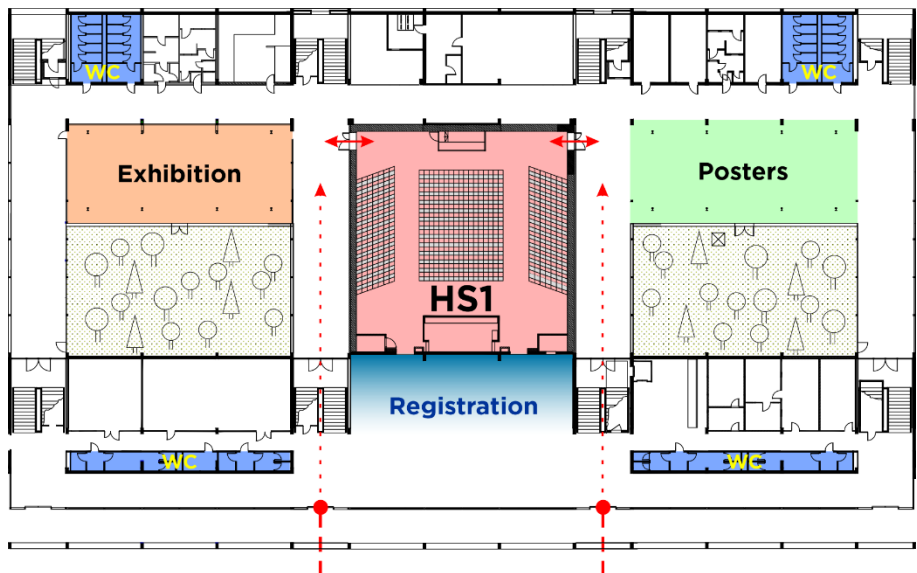 WC
WC
Exhibition
Posters
HS1
Registration
WC
WC